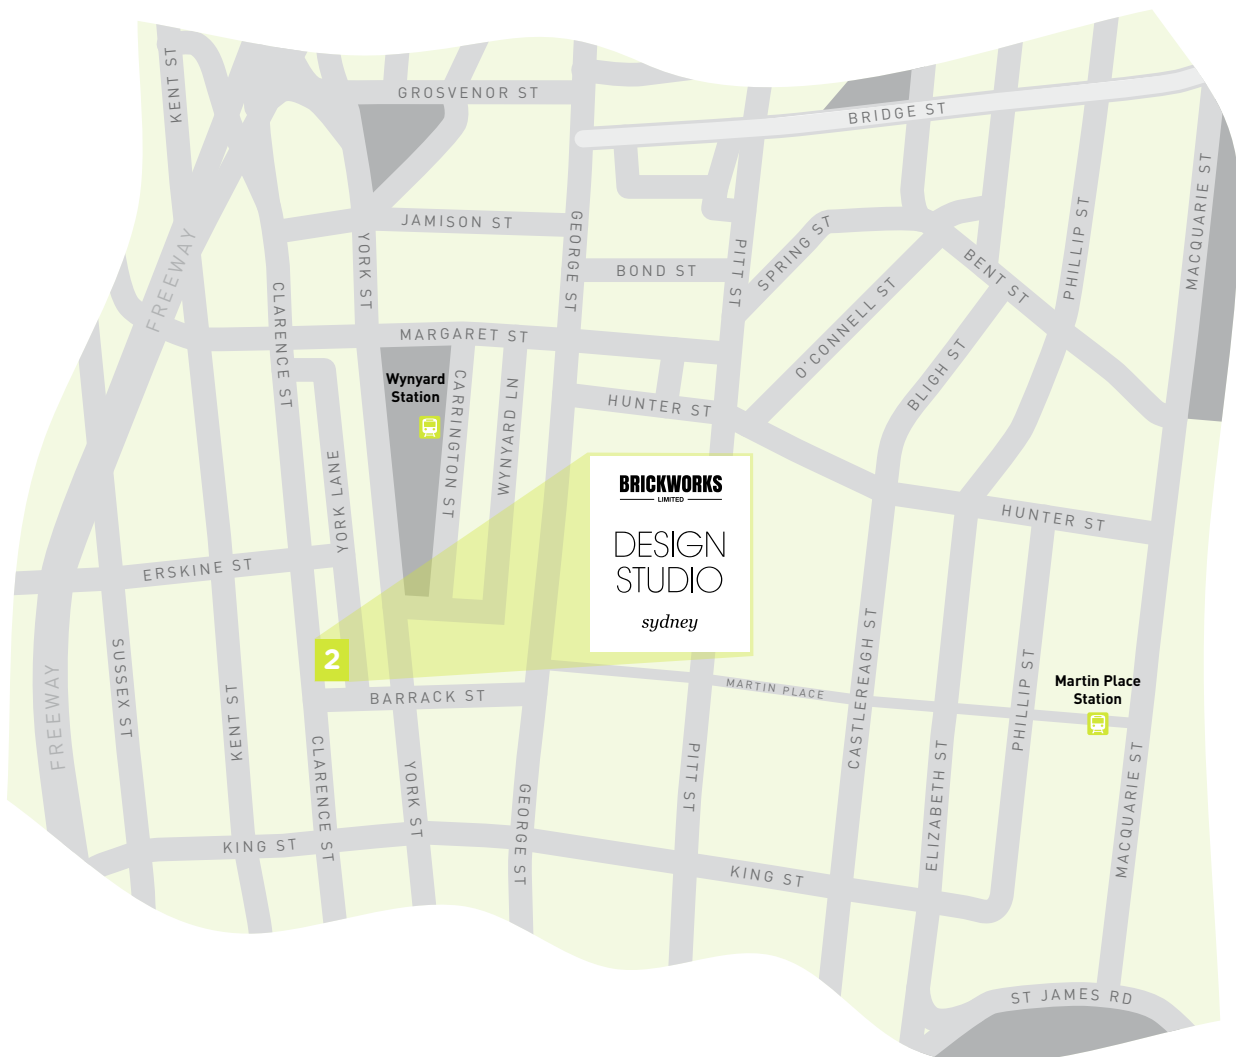 KENT ST
GROSVENOR ST
BRIDGE ST
MACQUARIE ST
JAMISON ST
GEORGE ST
PITT ST
SPRING ST
PHILLIP ST
FREEWAY
YORK ST
BOND ST
BENT ST
CLARENCE ST
O'CONNELL ST
MARGARET ST
BLIGH ST
Wynyard
Station
CARRINGTON ST
WYNYARD LN
HUNTER ST
YORK LANE
BRICKWORKS
LIMITED
DESIGN
STUDIO
sydney
HUNTER ST
ERSKINE ST
2
SUSSEX ST
FREEWAY
KENT ST
BARRACK ST
MARTIN PLACE
CASTLEREAGH ST
PHILLIP ST
Martin Place
Station
CLARENCE ST
YORK ST
GEORGE ST
PITT ST
ELIZABETH ST
MACQUARIE ST
KING ST
KING ST
ST JAMES RD